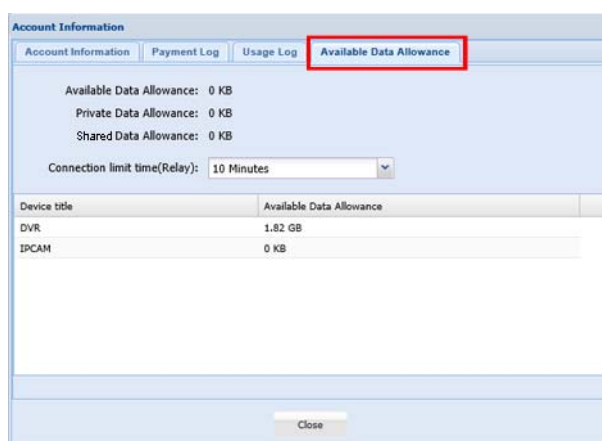 Account Information
Account Information Payment Log Usage Log Available Data Allowance
Available Data Allowance: 0 KB
Private Data Allowance: 0 KB
Shared Data Allowance: 0 KB
Connection limit time(Relay): 10 Minutes
Device title Available Data Allowance
DVR 1.82 GB
IPCAM 0 KB
Close